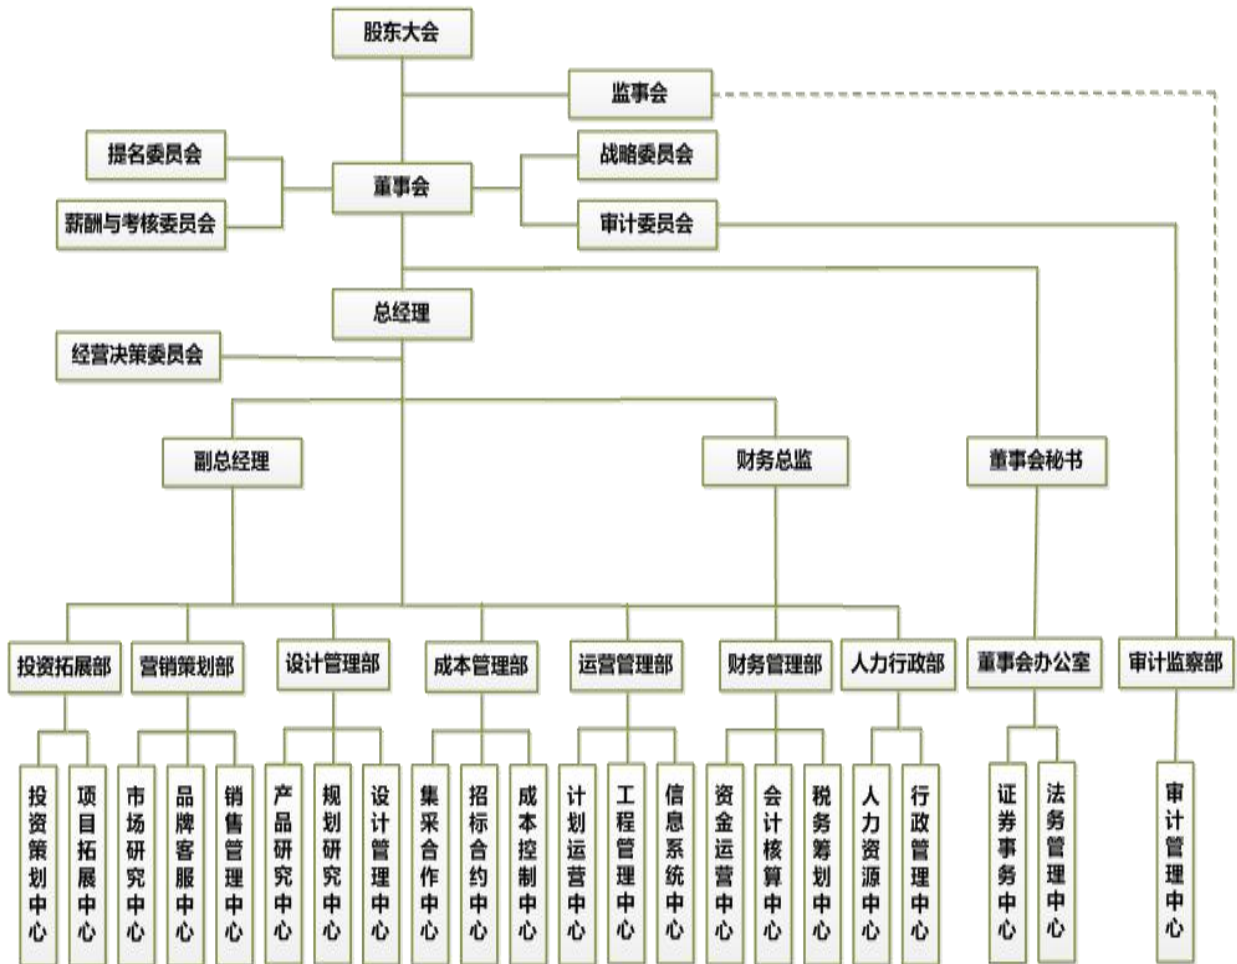 股东大会
监事会
提名委员会
战略委员会
董事会
薪酬与考核委员会
审计委员会
总经理
经营决策委员会
副总经理
财务总监
董事会秘书
投资拓展部
营销策划部
设计管理部
成本管理部
运营管理部
财务管理部
人力行政部
董事会办公室
审计监察部
投资策划中心
项目拓展中心
市场研究中心
品牌客服中心
销售管理中心
产品研究中心
规划研究中心
设计管理中心
集采合作中心
招标合约中心
成本控制中心
计划运营中心
工程管理中心
信息系统中心
资金运营中心
会计核算中心
税务筹划中心
人力资源中心
行政管理中心
证券事务中心
法务管理中心
审计管理中心